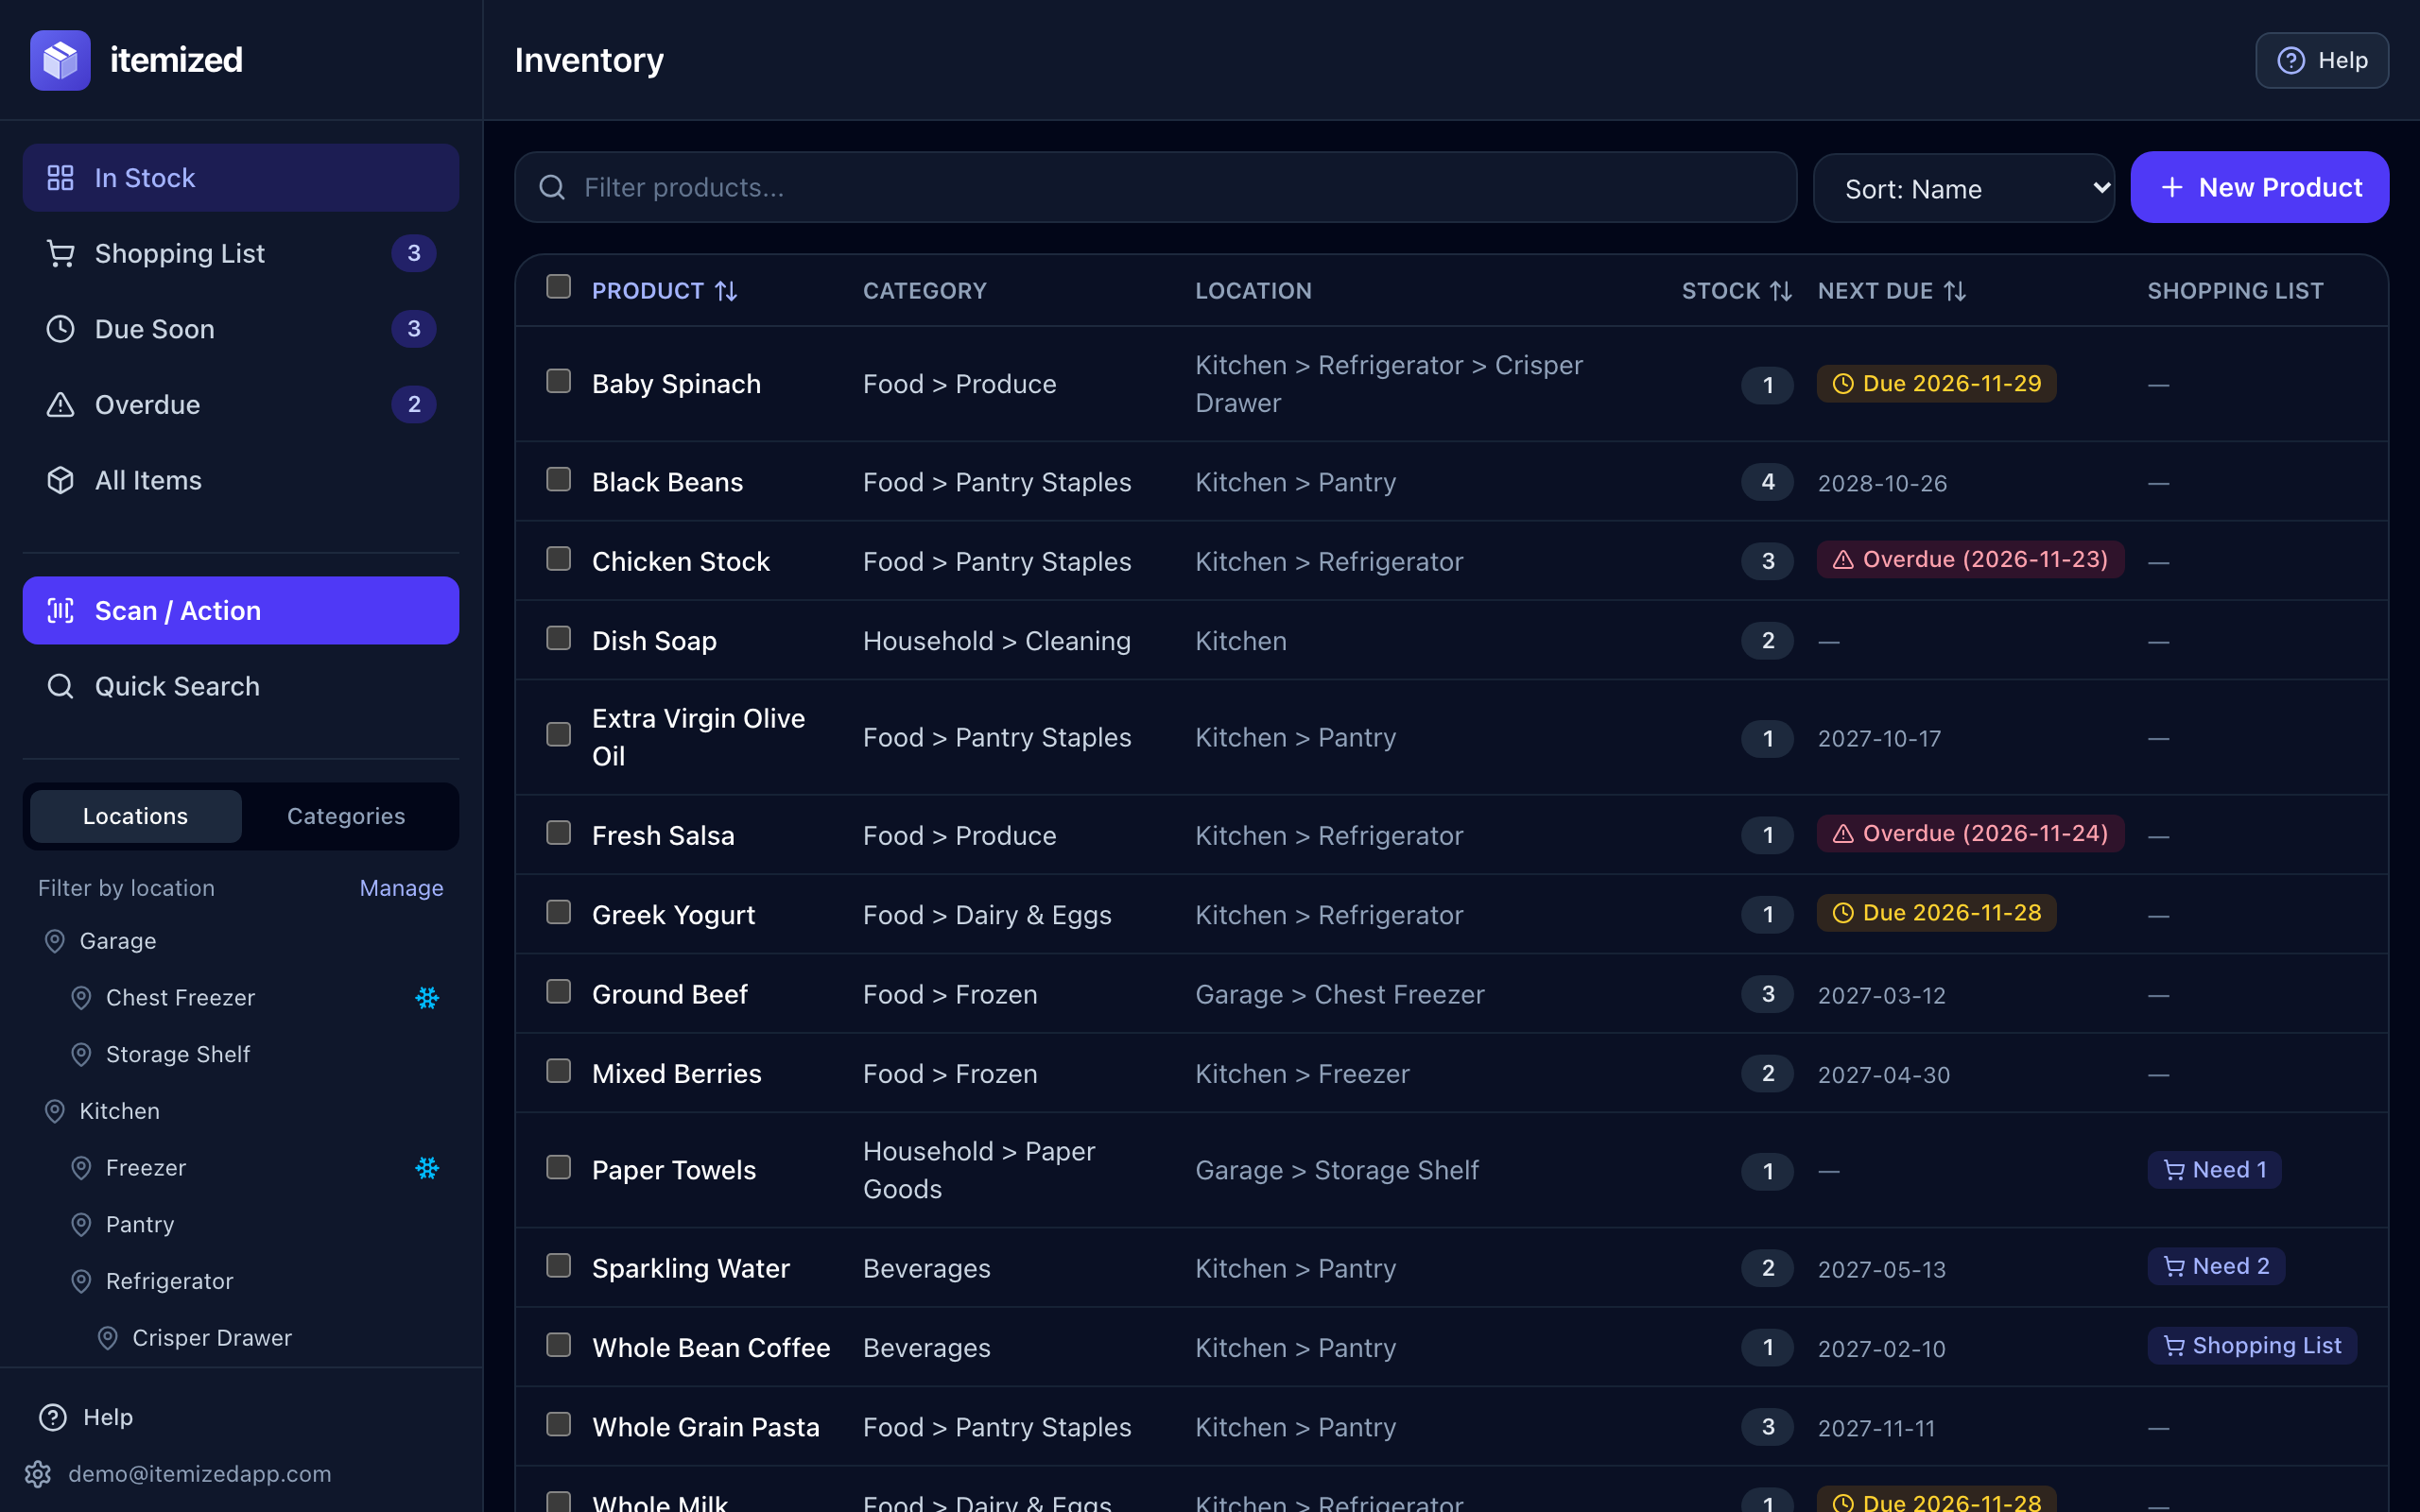 itemized
Inventory
Help
In Stock
Shopping List 3
Due Soon 3
Overdue 2
All Items
Scan / Action
Quick Search
Locations Categories
Filter by location Manage
Garage
Chest Freezer
Storage Shelf
Kitchen
Freezer
Pantry
Refrigerator
Crisper Drawer
Help
demo@itemizedapp.com
Filter products...
Sort: Name
New Product
PRODUCT CATEGORY LOCATION STOCK NEXT DUE SHOPPING LIST
Baby Spinach Food > Produce Kitchen > Refrigerator > Crisper
Drawer 1 Due 2026-11-29 —
Black Beans Food > Pantry Staples Kitchen > Pantry 4 2028-10-26 —
Chicken Stock Food > Pantry Staples Kitchen > Refrigerator 3 Overdue (2026-11-23) —
Dish Soap Household > Cleaning Kitchen 2 — —
Extra Virgin Olive
Oil Food > Pantry Staples Kitchen > Pantry 1 2027-10-17 —
Fresh Salsa Food > Produce Kitchen > Refrigerator 1 Overdue (2026-11-24) —
Greek Yogurt Food > Dairy & Eggs Kitchen > Refrigerator 1 Due 2026-11-28 —
Ground Beef Food > Frozen Garage > Chest Freezer 3 2027-03-12 —
Mixed Berries Food > Frozen Kitchen > Freezer 2 2027-04-30 —
Paper Towels Household > Paper
Goods Garage > Storage Shelf 1 — Need 1
Sparkling Water Beverages Kitchen > Pantry 2 2027-05-13 Need 2
Whole Bean Coffee Beverages Kitchen > Pantry 1 2027-02-10 Shopping List
Whole Grain Pasta Food > Pantry Staples Kitchen > Pantry 3 2027-11-11 —
Whole Milk Food > Dairy & Eggs Kitchen > Refrigerator 1 Due 2026-11-28 —